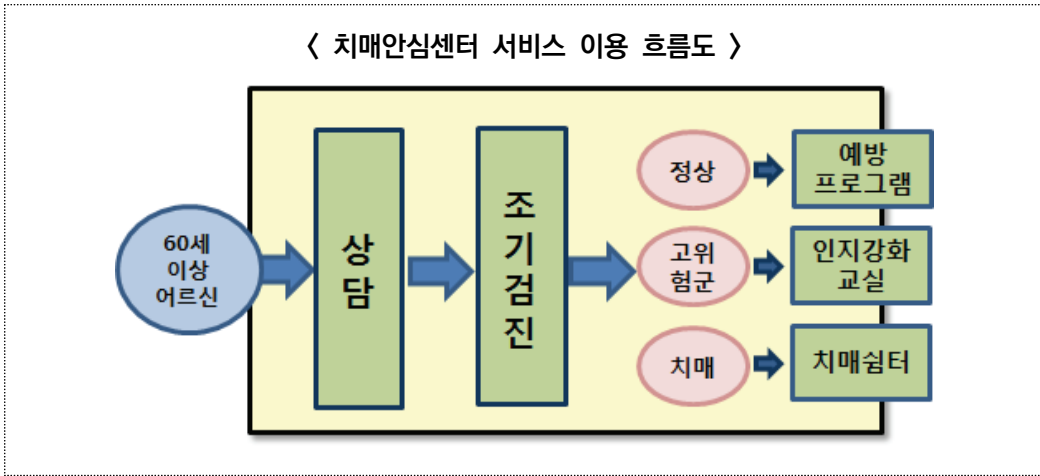 < 치매안심센터 서비스 이용 흐름도 >
60세
이상
어르신
상
담
조
기
검
진
정상
예방
프로그램
고위
험군
인지강화
교실
치매
치매쉼터